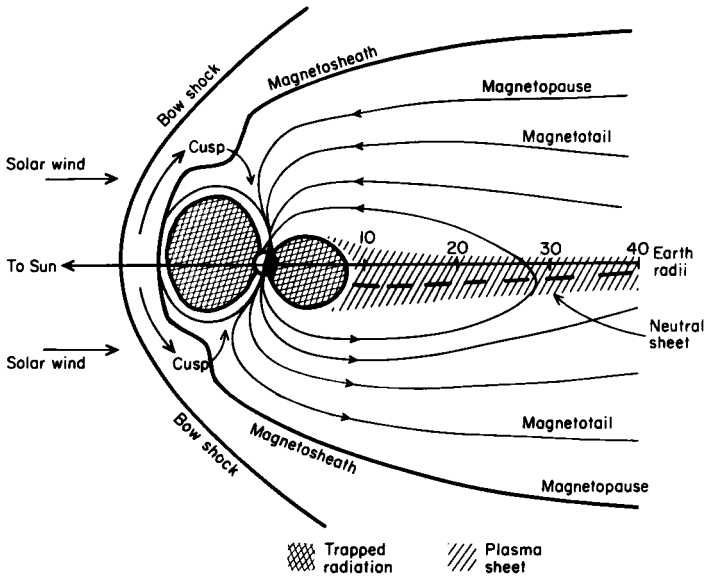 Bow shock
Magnetosheath
Magnetopause
Cusp
Magnetotail
Solar wind
10 20 30 40
Earth
radii
To Sun
Neutral
sheet
Solar wind
Cusp
Magnetotail
Bow shock
Magnetosheath
Magnetopause
Trapped
radiation
Plasma
sheet